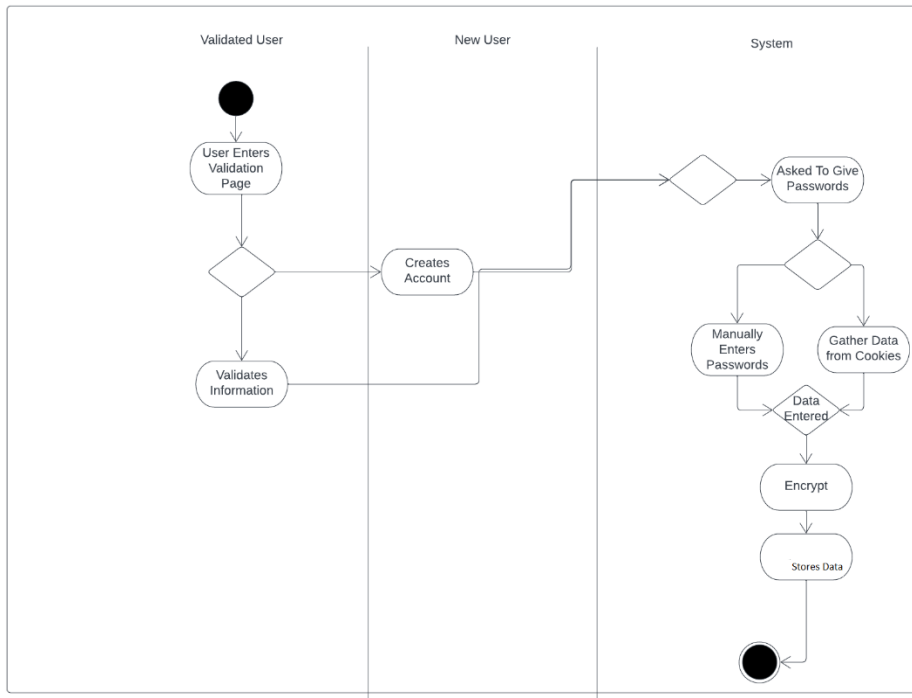 Validated User
New User
System
User Enters
Validation
Page
Asked To Give
Passwords
Creates
Account
Manually
Enters
Passwords
Gather Data
from Cookies
Validates
Information
Data
Entered
Encrypt
Stores Data